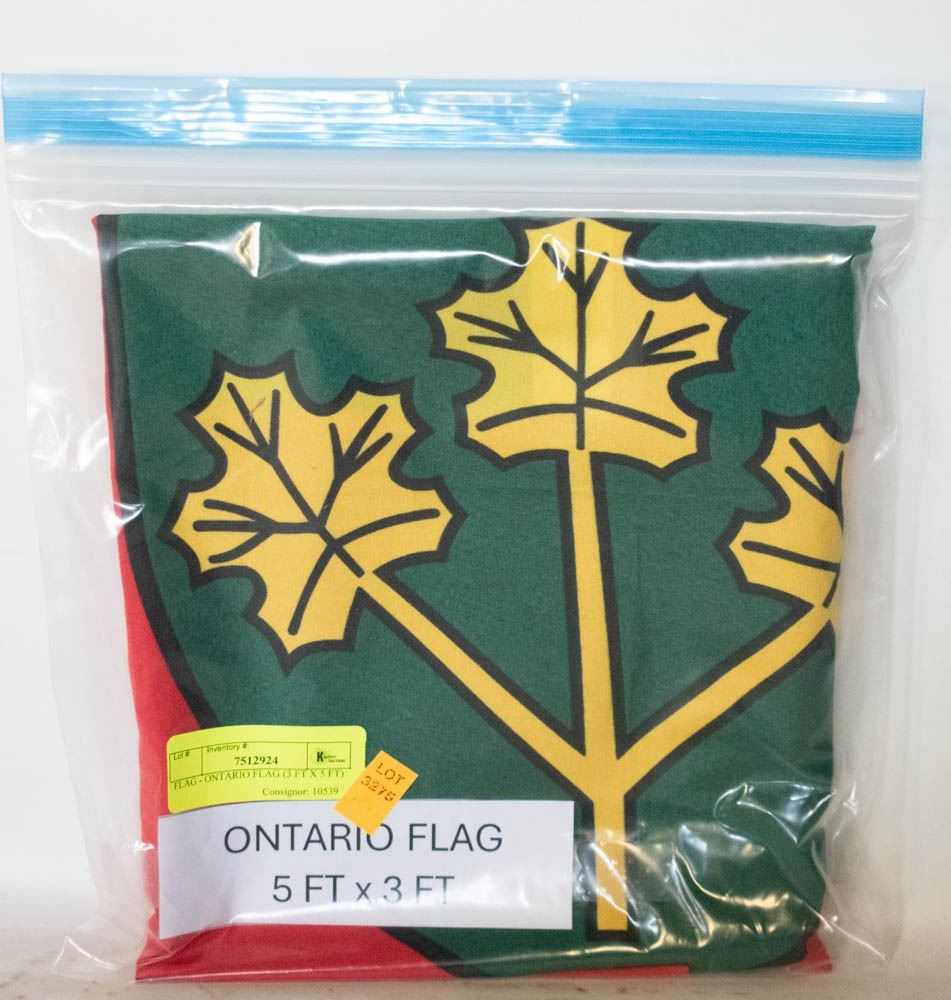 Lot #:
Inventory #:
7512924
FLAG - ONTARIO FLAG (3 FT X 5 FT)
Consignor: 10539
LOT
3275
ONTARIO FLAG
5 FT x 3 FT